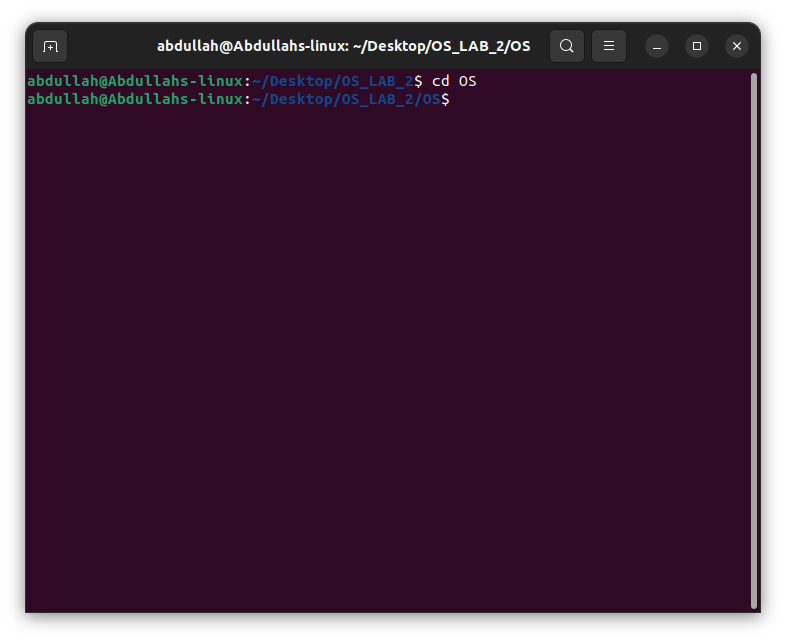 abdullah@Abdullahs-linux: ~/Desktop/OS_LAB_2/OS
abdullah@Abdullahs-linux:~/Desktop/OS_LAB_2$ cd OS
abdullah@Abdullahs-linux:~/Desktop/OS_LAB_2/OS$